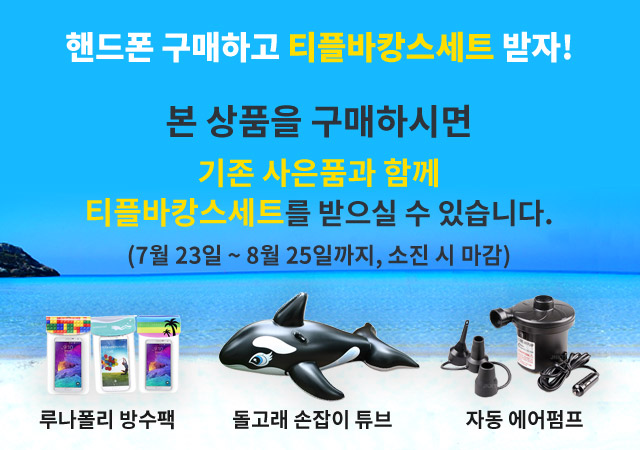 핸드폰 구매하고 티플바캉스세트 받자!
본 상품을 구매하시면
기존 사은품과 함께
티플바캉스세트를 받으실 수 있습니다.
(7월 23일 ~ 8월 25일까지, 소진 시 마감)
루나폴리 방수팩
돌고래 손잡이 튜브
자동 에어펌프